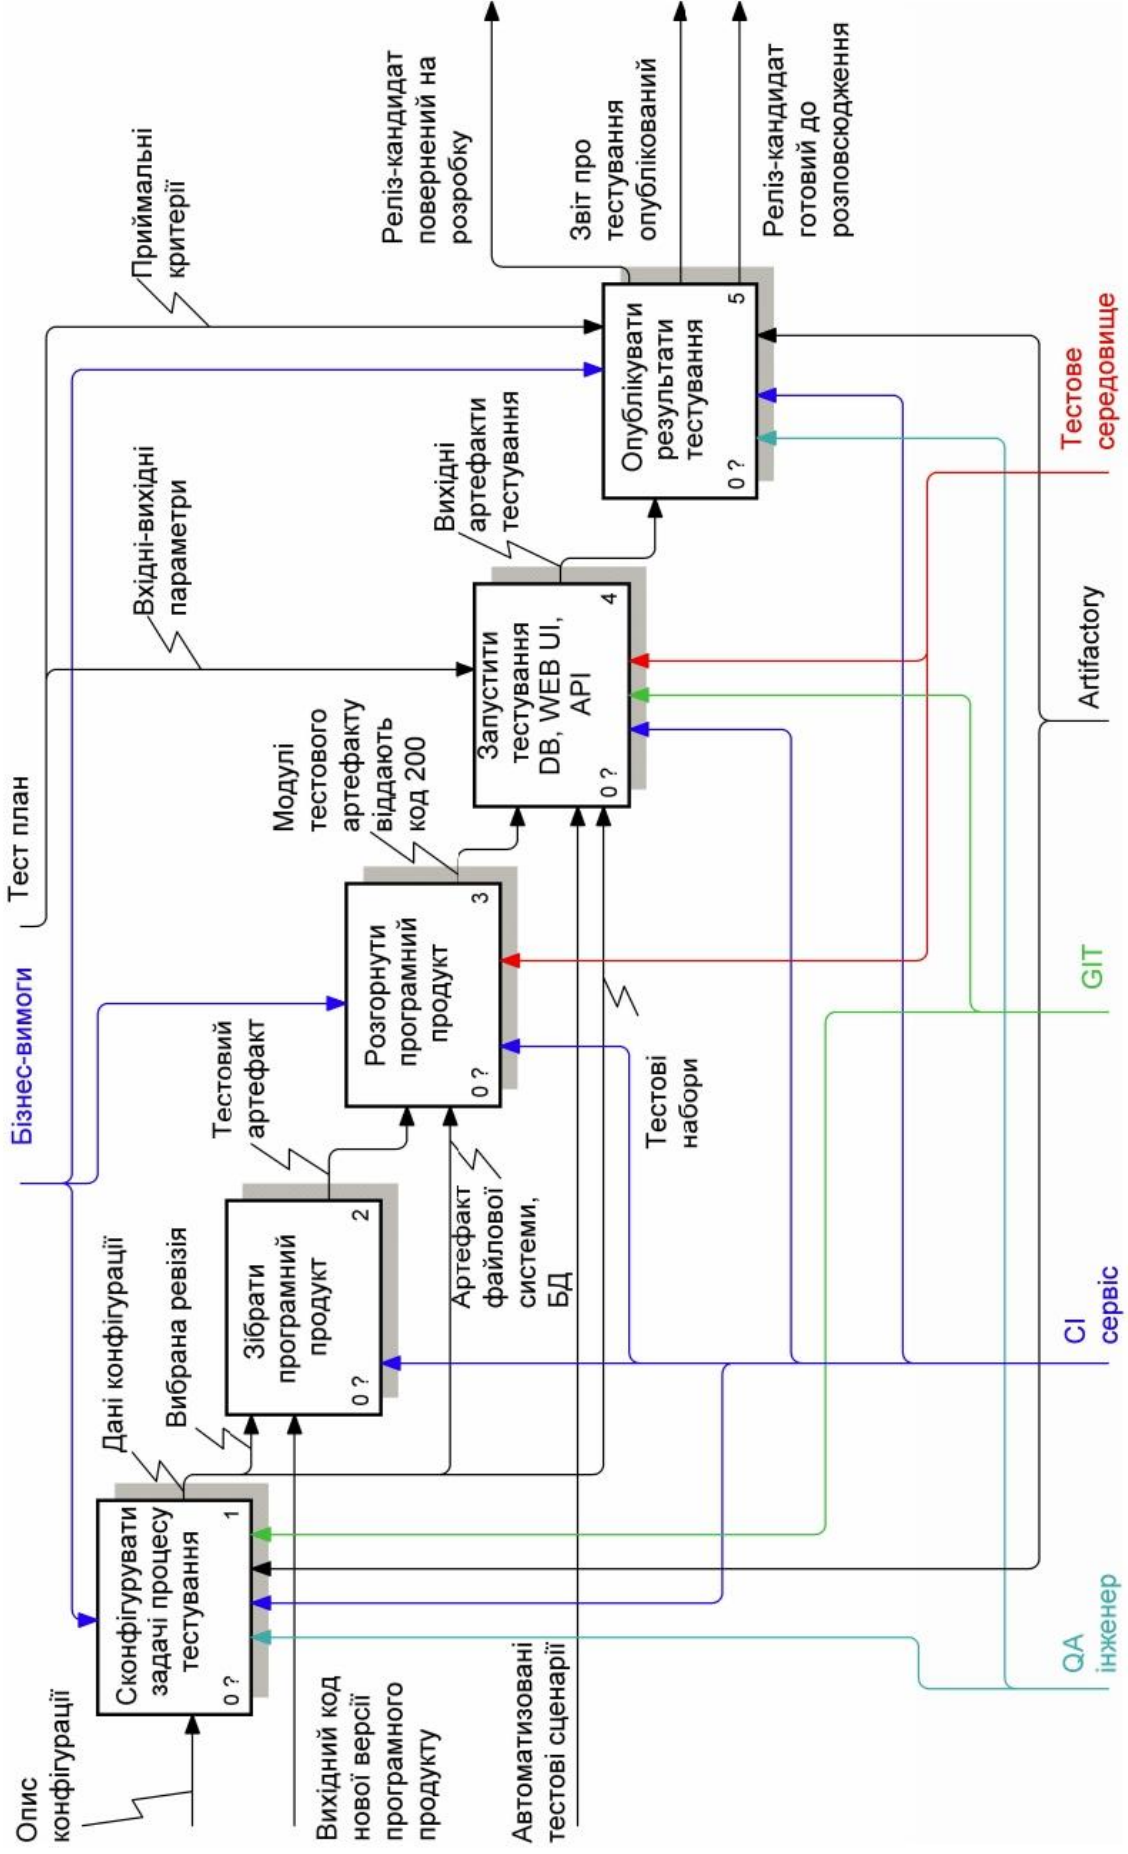 Бізнес-вимоги
Тест план
Опис
конфігурації
Сконфігурувати
задачі процесу
тестування
0 ?
1
Дані конфігурації
Вибрана ревізія
Вихідний код
нової версії
програмного
продукту
Зібрати
програмний
продукт
0 ?
2
Тестовий
артефакт
Артефакт
файлової
системи,
БД
Розгорнути
програмний
продукт
0 ?
3
Модулі
тестового
артефакту
віддають
код 200
Вхідні-вихідні
параметри
Автоматизовані
тестові сценарії
Тестові
набори
Запустити
тестування
DB, WEB UI,
API
0 ?
4
Вихідні
артефакти
тестування
Приймальні
критерії
Опублікувати
результати
тестування
0 ?
5
Реліз-кандидат
повернений на
розробку
Звіт про
тестування
опублікований
Реліз-кандидат
готовий до
розповсюдження
QA
інженер
CI
сервіс
GIT
Artifactory
Тестове
середовище